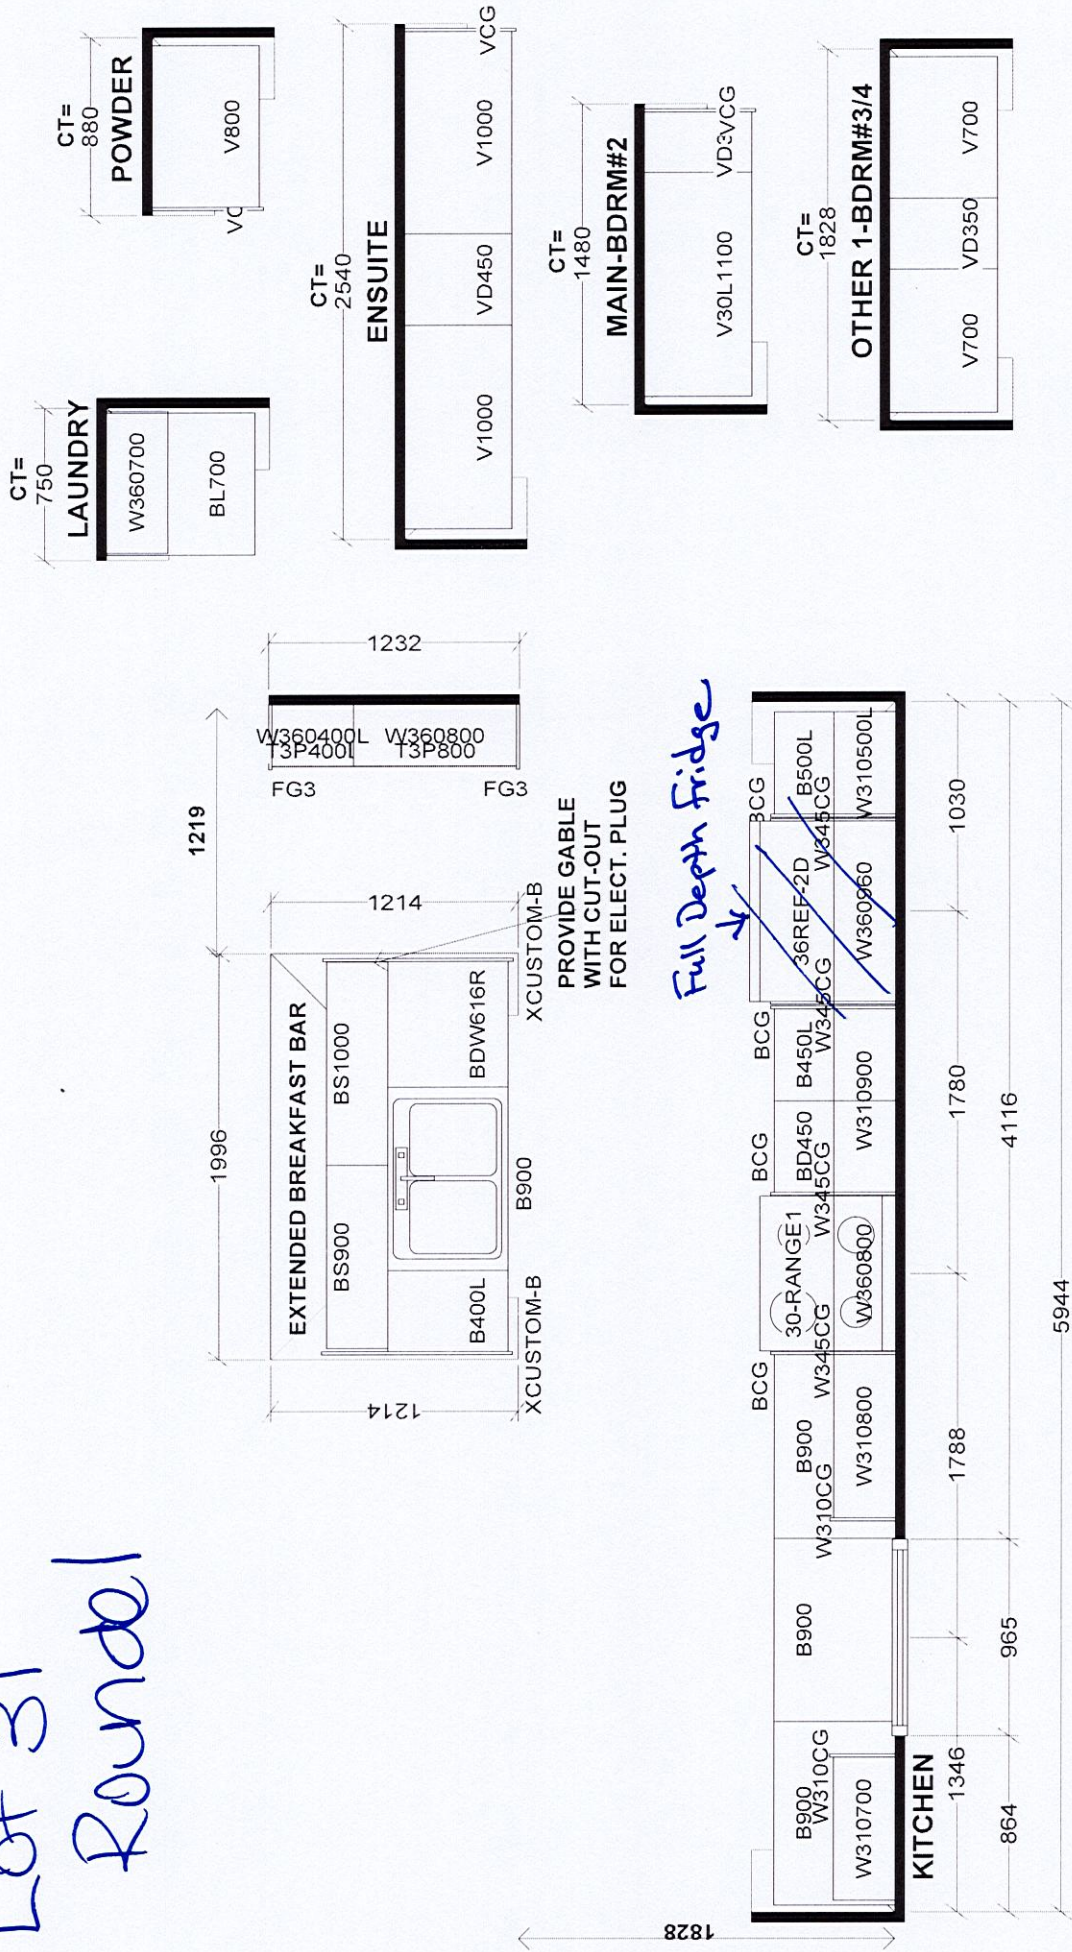 Lot 31
Roundel
CT=
750
LAUNDRY
W360700
BL700
CT=
880
POWDER
V800
VC
CT=
2540
ENSUITE
V1000
VD450
V1000
VCG
CT=
1480
MAIN-BDRM#2
V30L1100
VD3
VCG
CT=
1828
OTHER 1-BDRM#3/4
V700
VD350
V700
1996
1219
EXTENDED BREAKFAST BAR
BS900
BS1000
B400L
B900
BDW616R
1214
1214
XCUSTOM-B
XCUSTOM-B
1232
W360400L
T3P400L
W360800
T3P800
FG3
FG3
PROVIDE GABLE
WITH CUT-OUT
FOR ELECT. PLUG
Full Depth Fridge
1828
BCG
BCG
BCG
BCG
B900
W310CG
W310700
B900
B900
W310CG
W310800
W345CG
30-RANGE1
W360800
W345CG
BD450
B450L
W310900
W345CG
36REF-2D
W360960
W345CG
B500L
W310500L
KITCHEN
1346
1788
1780
1030
864
965
4116
5944